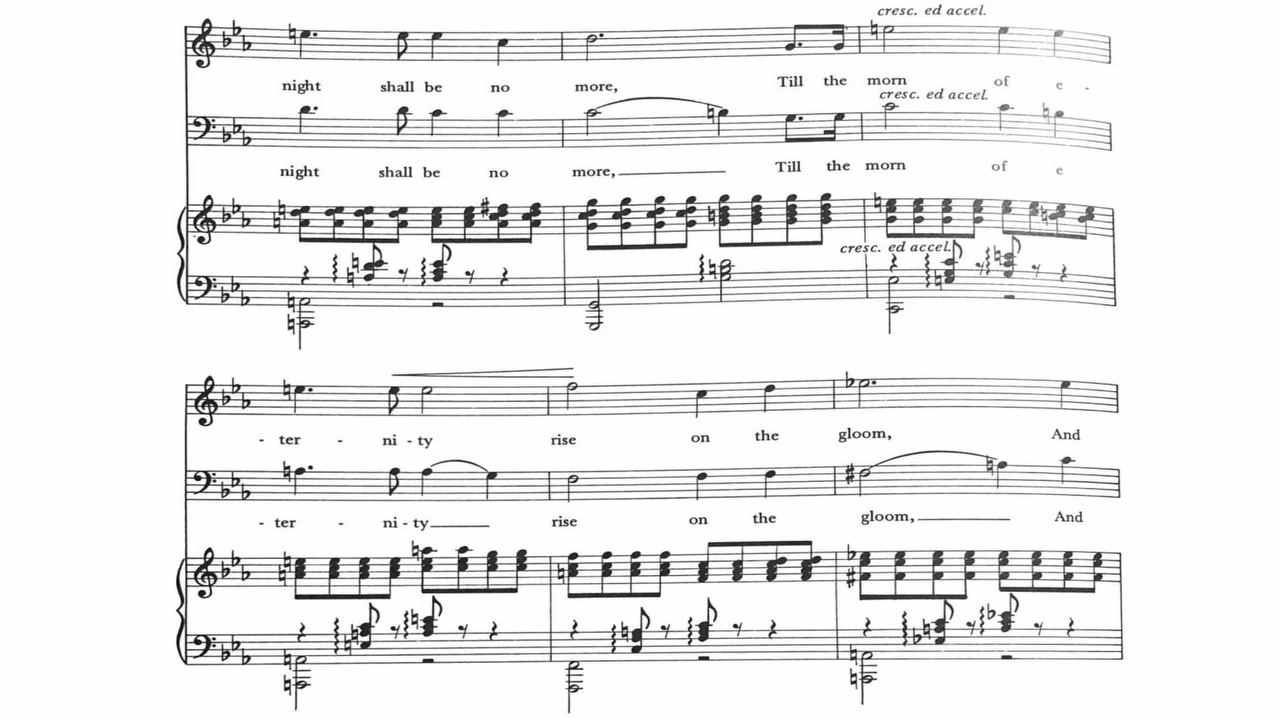 cresc. ed accel.
night shall be no more, Till the morn of e -
cresc. ed accel.
night shall be no more, Till the morn of e
cresc. ed accel.
- ter - ni - ty rise on the gloom, And
- ter - ni - ty rise on the gloom, And